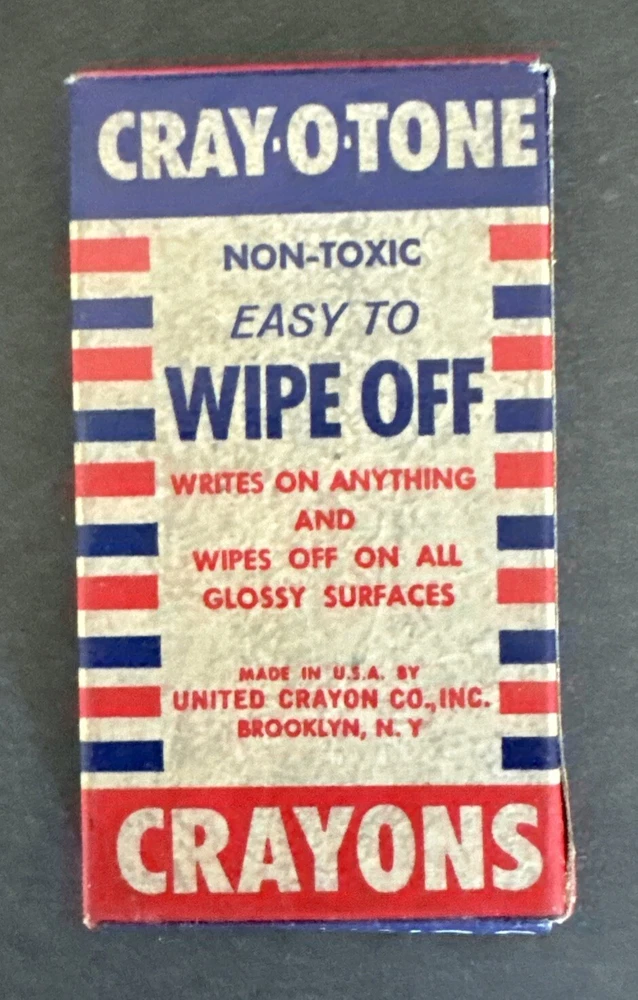 CRAY·O·TONE
NON-TOXIC
EASY TO
WIPE OFF
WRITES ON ANYTHING
AND
WIPES OFF ON ALL
GLOSSY SURFACES
MADE IN U.S.A. BY
UNITED CRAYON CO., INC.
BROOKLYN, N. Y
CRAYONS